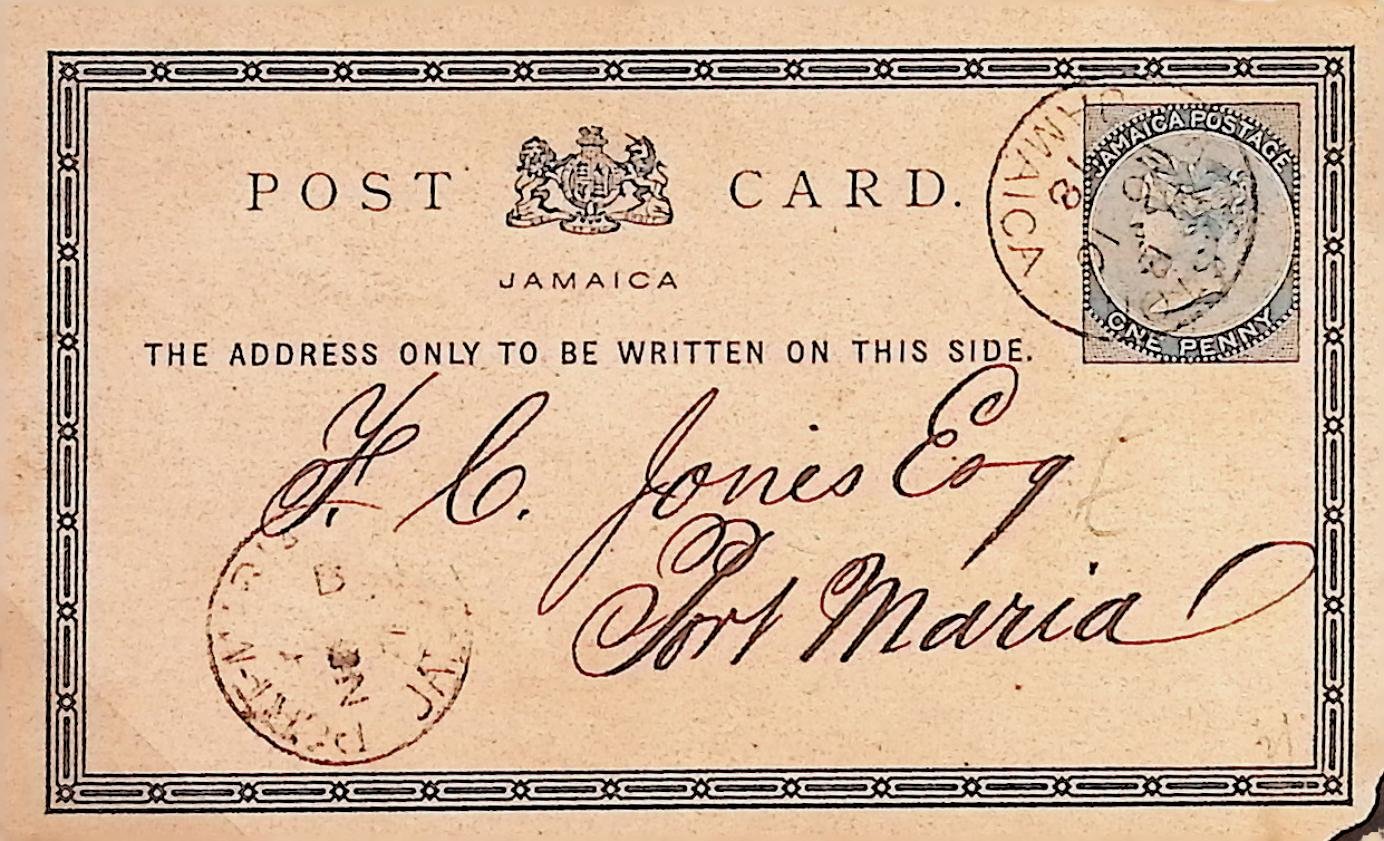 POST CARD.
JAMAICA
THE ADDRESS ONLY TO BE WRITTEN ON THIS SIDE.
JAMAICA POSTAGE
ONE PENNY
JAMAICA
F. C. Jones Esq
Port Maria
B